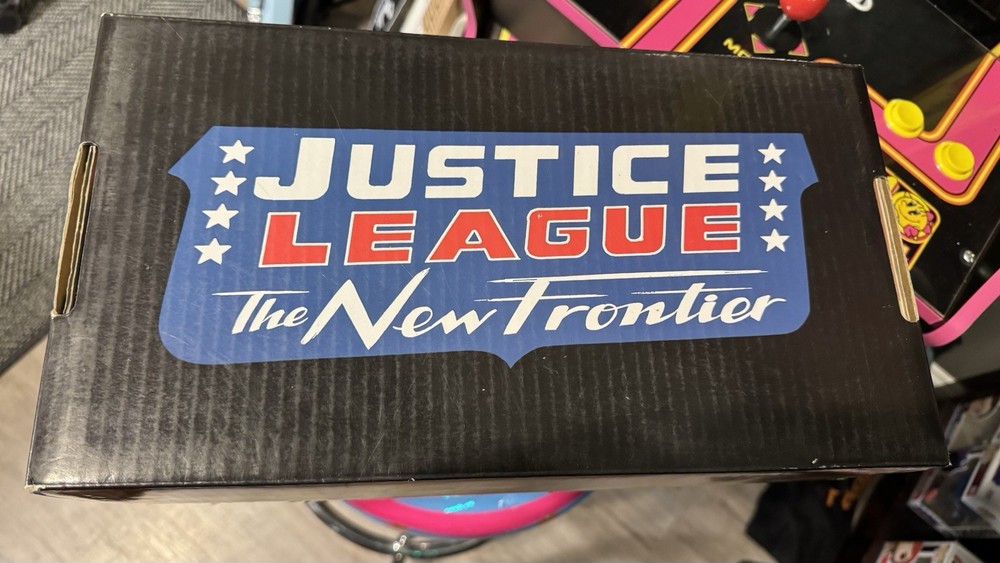 JUSTICE
LEAGUE
The New Frontier